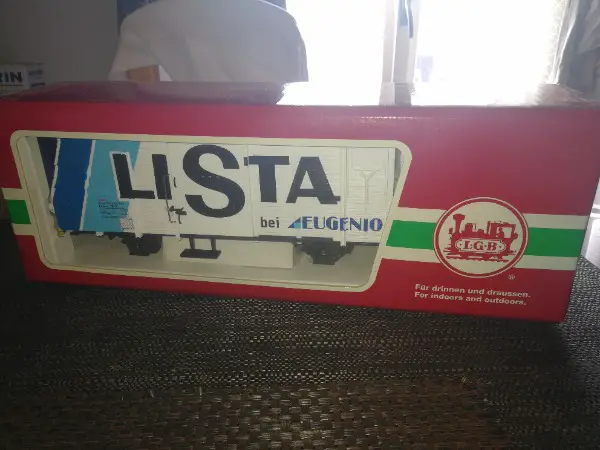 RIN
LISTA
bei EUGENIO
L·G·B
®
Für drinnen und draussen.
For indoors and outdoors.